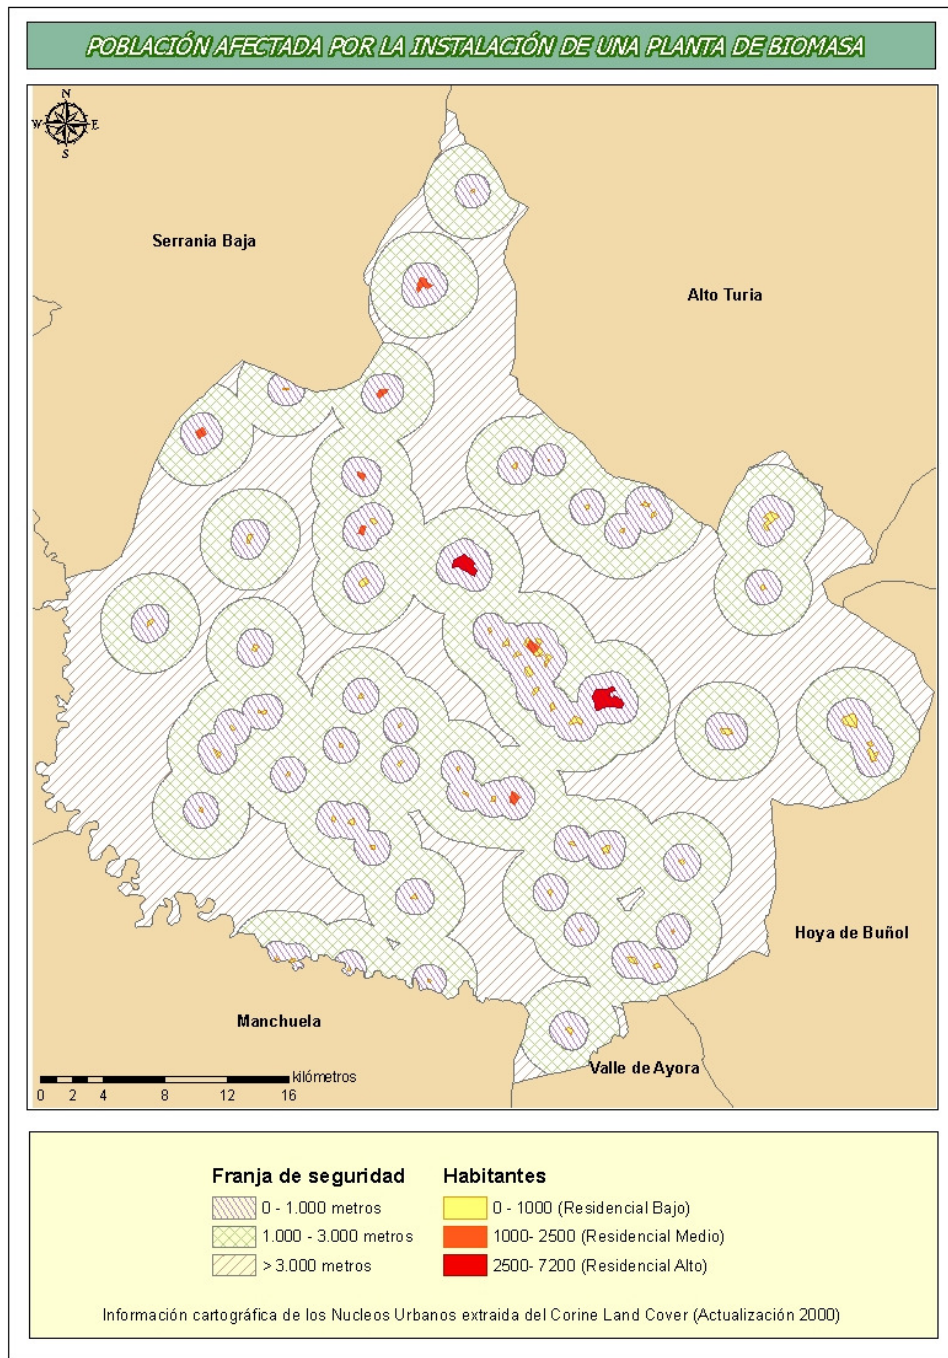 POBLACIÓN AFECTADA POR LA INSTALACIÓN DE UNA PLANTA DE BIOMASA
N
W E
S
Serrania Baja
Alto Turia
Hoya de Buñol
Manchuela
Valle de Ayora
kilómetros
0 2 4 8 12 16
Franja de seguridad
0 - 1.000 metros
1.000 - 3.000 metros
> 3.000 metros
Habitantes
0 - 1000 (Residencial Bajo)
1000- 2500 (Residencial Medio)
2500- 7200 (Residencial Alto)
Información cartográfica de los Nucleos Urbanos extraida del Corine Land Cover (Actualización 2000)